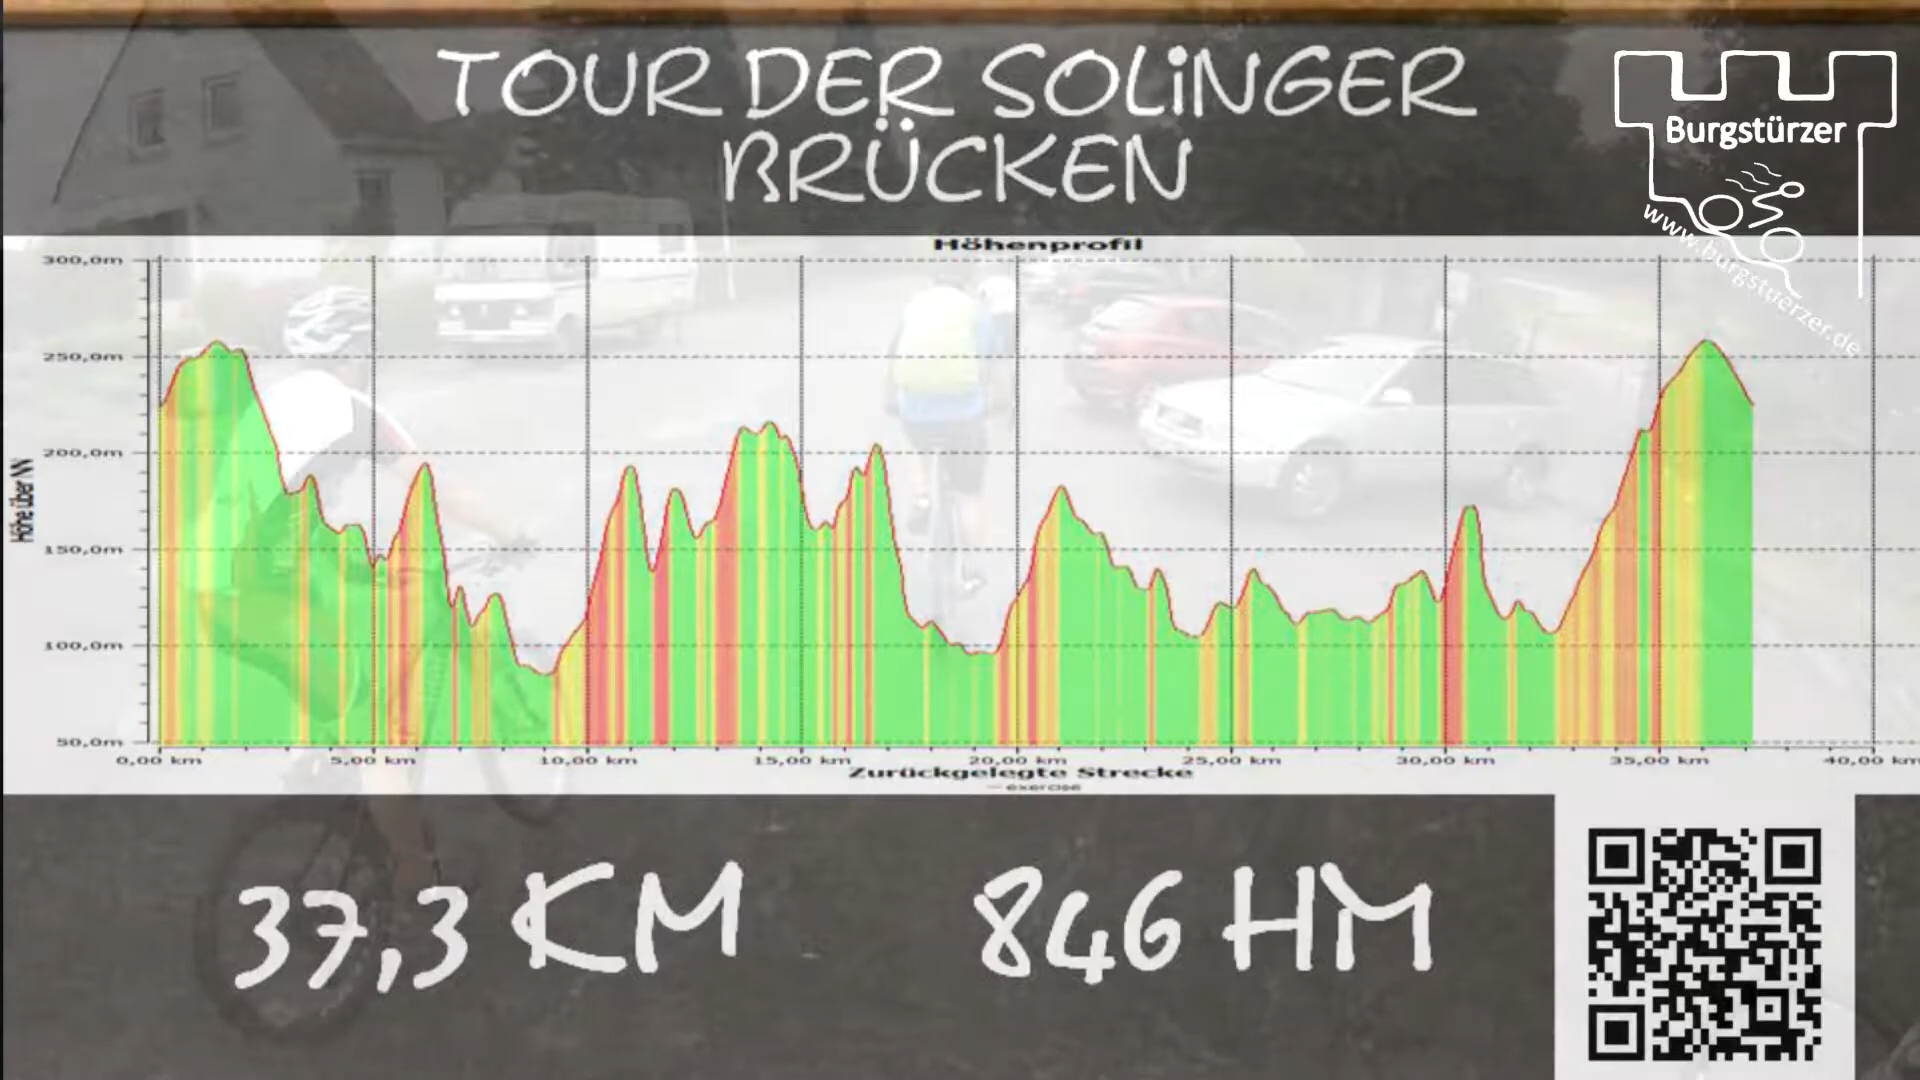 TOUR DER SOLINGER
BRÜCKEN
Burgstürzer
www.burgstuerzer.de
Höhenprofil
Höhe über NN
300,0m
250,0m
200,0m
150,0m
100,0m
50,0m
0,00 km 5,00 km 10,00 km 15,00 km 20,00 km 25,00 km 30,00 km 35,00 km 40,00 km
Zurückgelegte Strecke
exercise
37,3 KM 846 HM